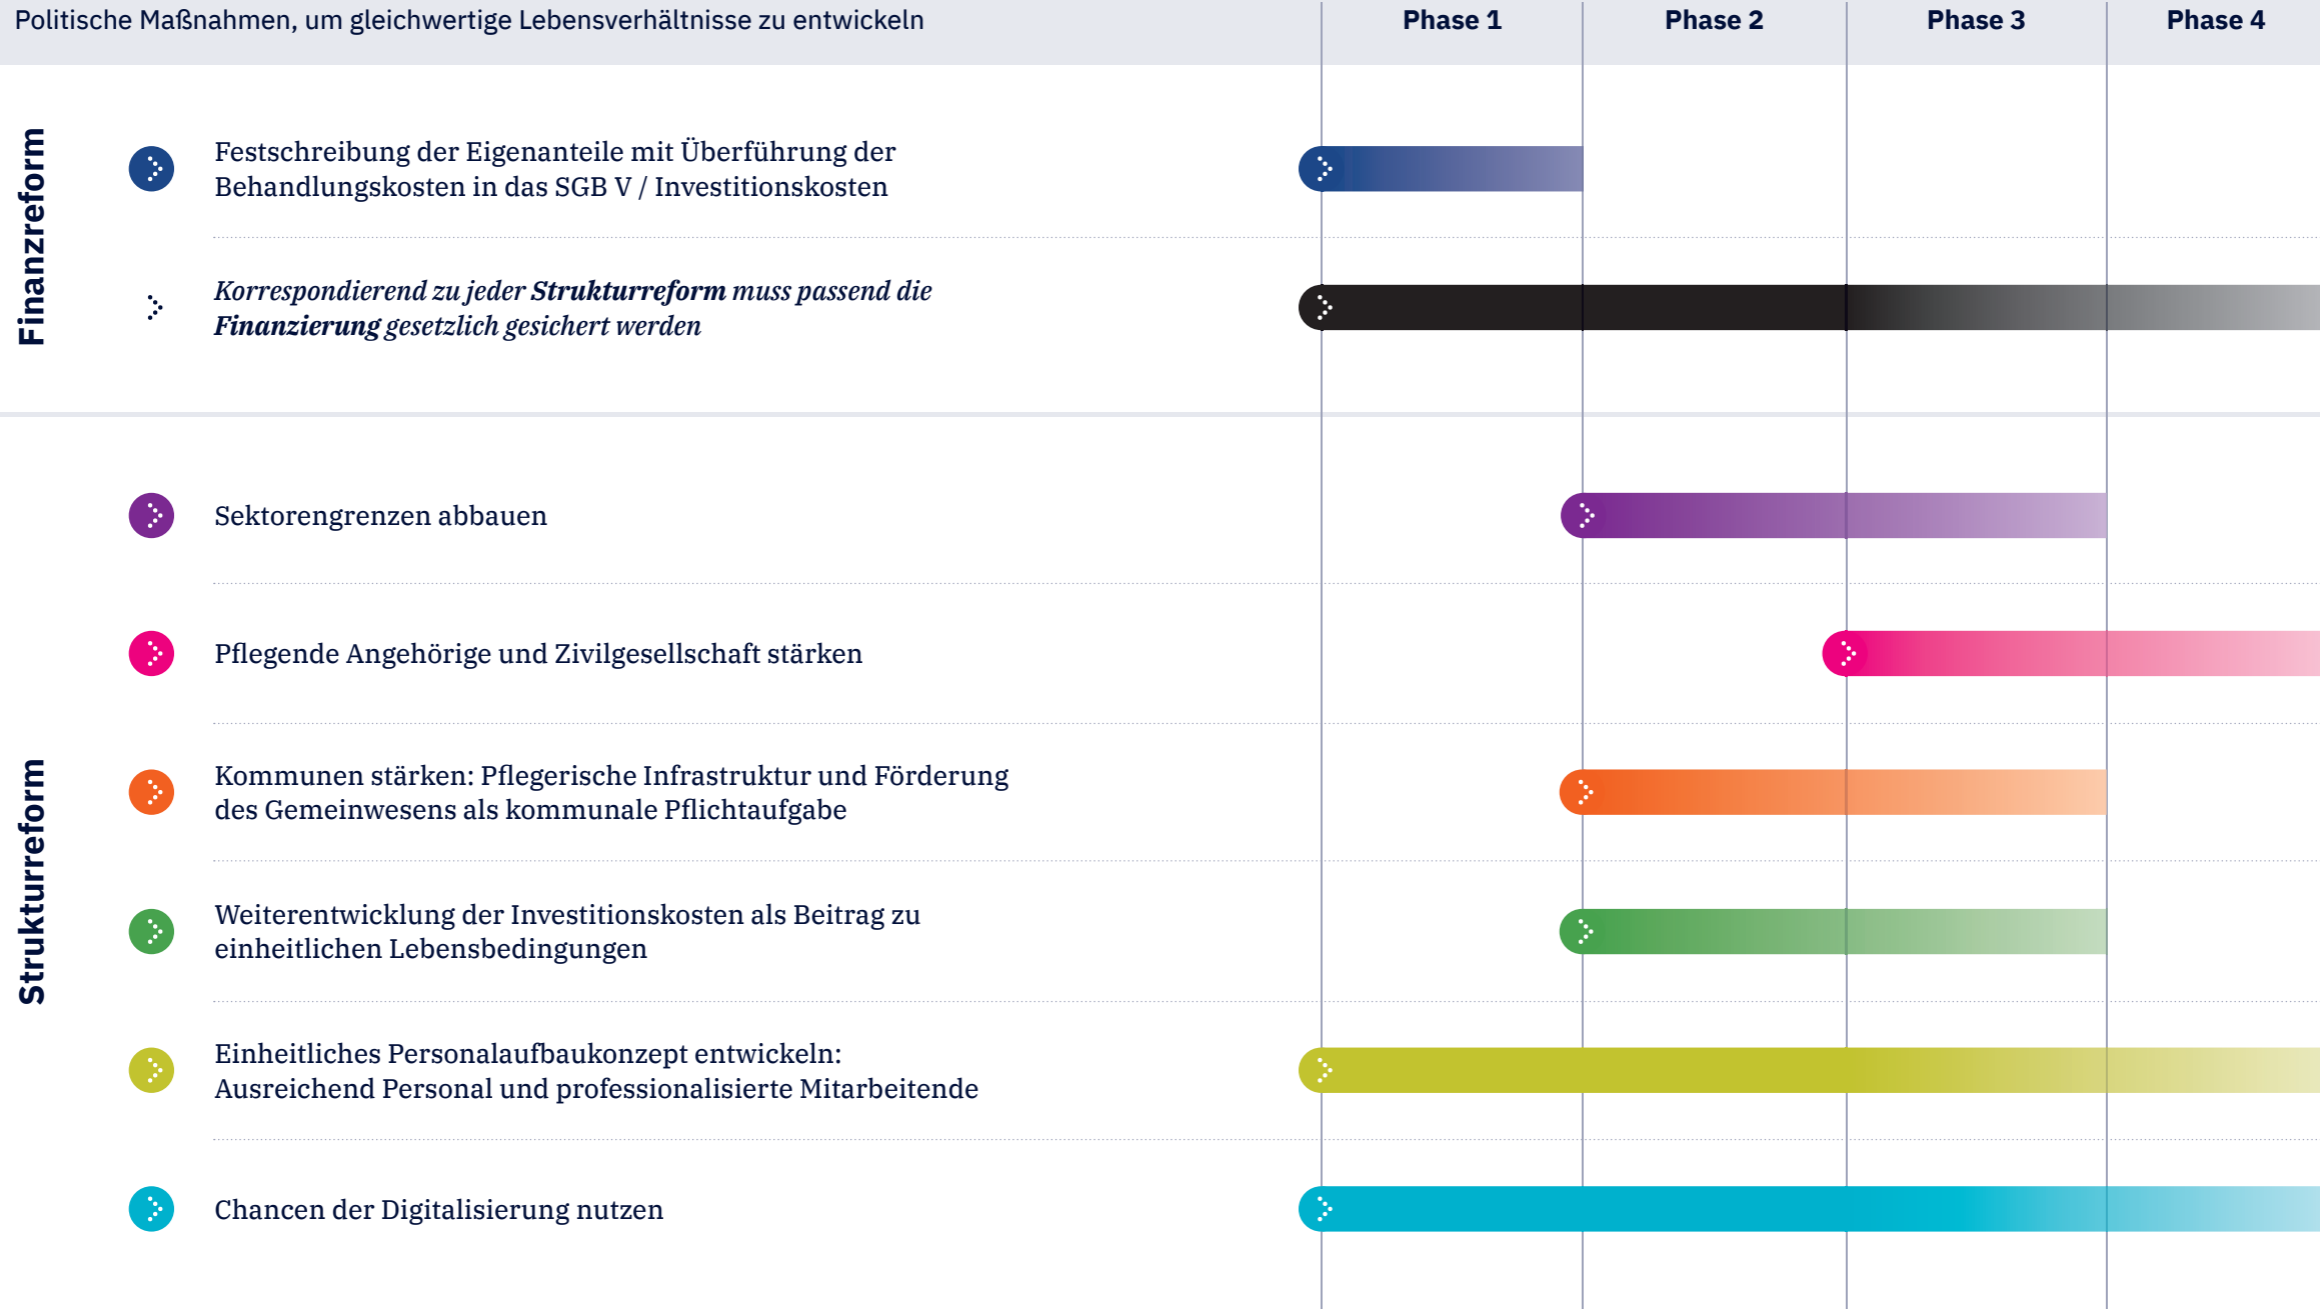 Politische Maßnahmen, um gleichwertige Lebensverhältnisse zu entwickeln
Phase 1
Phase 2
Phase 3
Phase 4
Finanzreform
Festschreibung der Eigenanteile mit Überführung der
Behandlungskosten in das SGB V / Investitionskosten
Korrespondierend zu jeder Strukturreform muss passend die
Finanzierung gesetzlich gesichert werden
Strukturreform
Sektorengrenzen abbauen
Pflegende Angehörige und Zivilgesellschaft stärken
Kommunen stärken: Pflegerische Infrastruktur und Förderung
des Gemeinwesens als kommunale Pflichtaufgabe
Weiterentwicklung der Investitionskosten als Beitrag zu
einheitlichen Lebensbedingungen
Einheitliches Personalaufbaukonzept entwickeln:
Ausreichend Personal und professionalisierte Mitarbeitende
Chancen der Digitalisierung nutzen